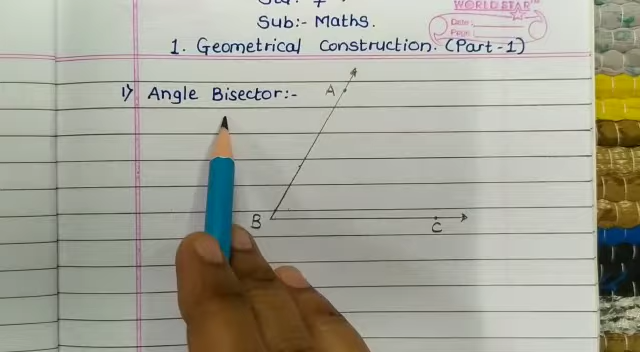 Sub:- Maths.
WORLD STAR
Date:
Page:
1. Geometrical Construction. (Part-1)
1) Angle Bisector:-
A
B
C